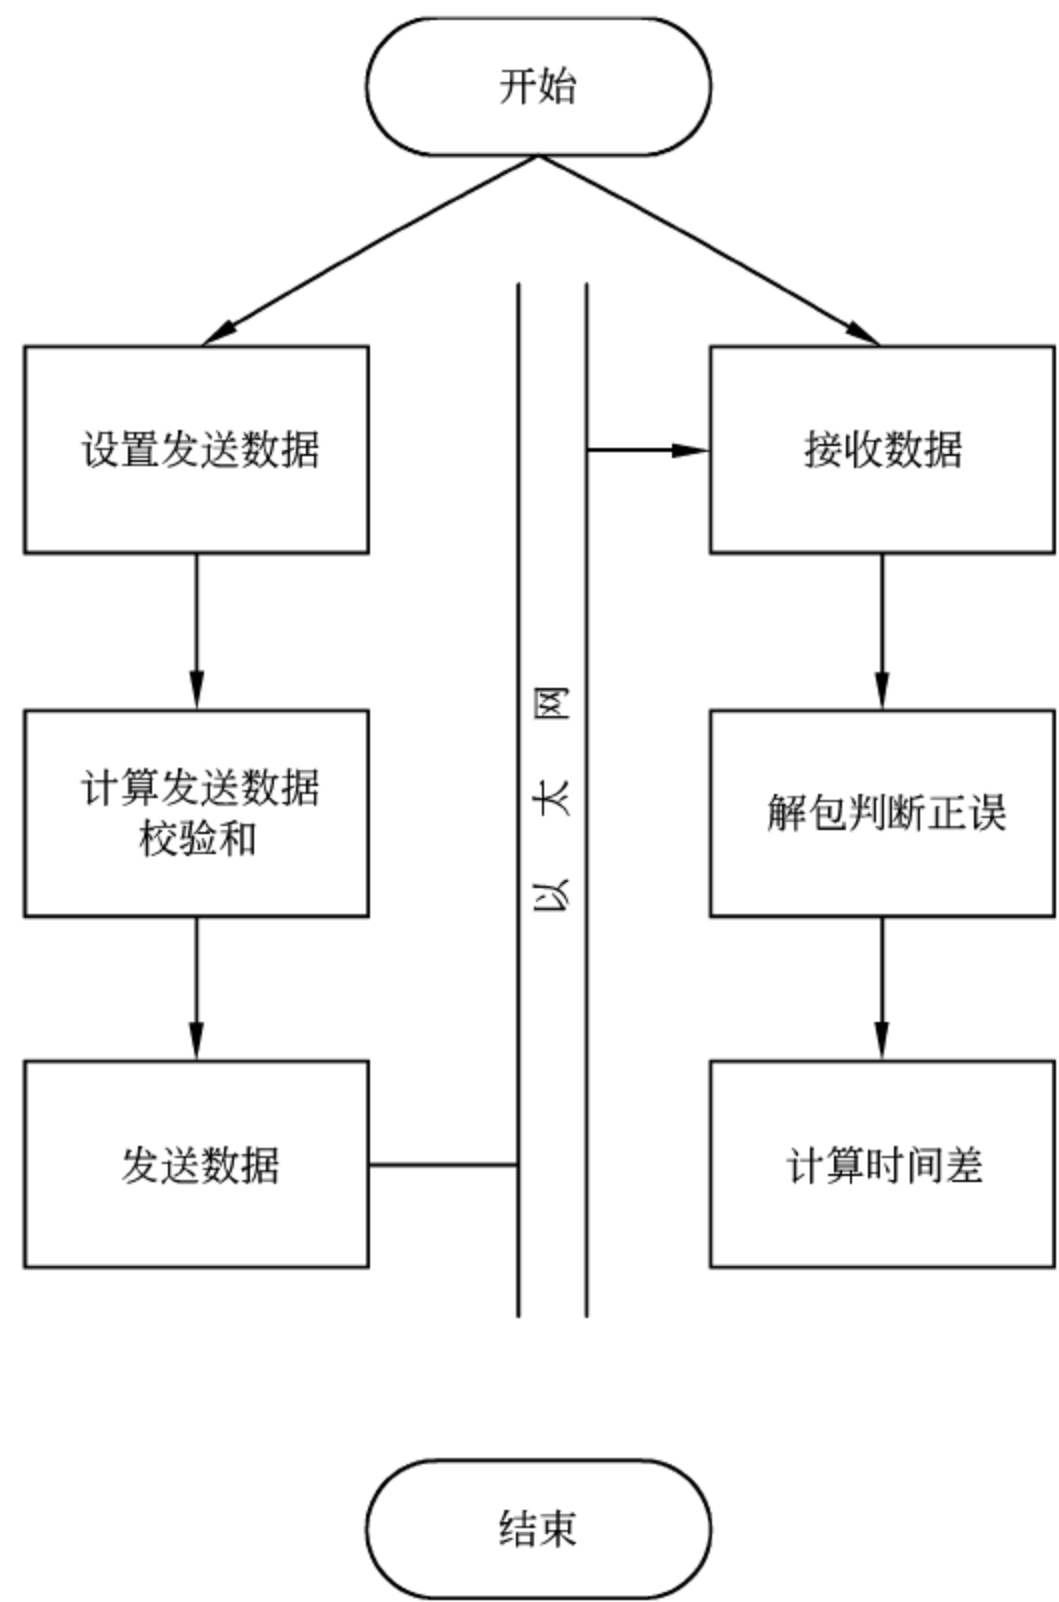 开始
设置发送数据
接收数据
计算发送数据
校验和
以太网
解包判断正误
发送数据
计算时间差
结束